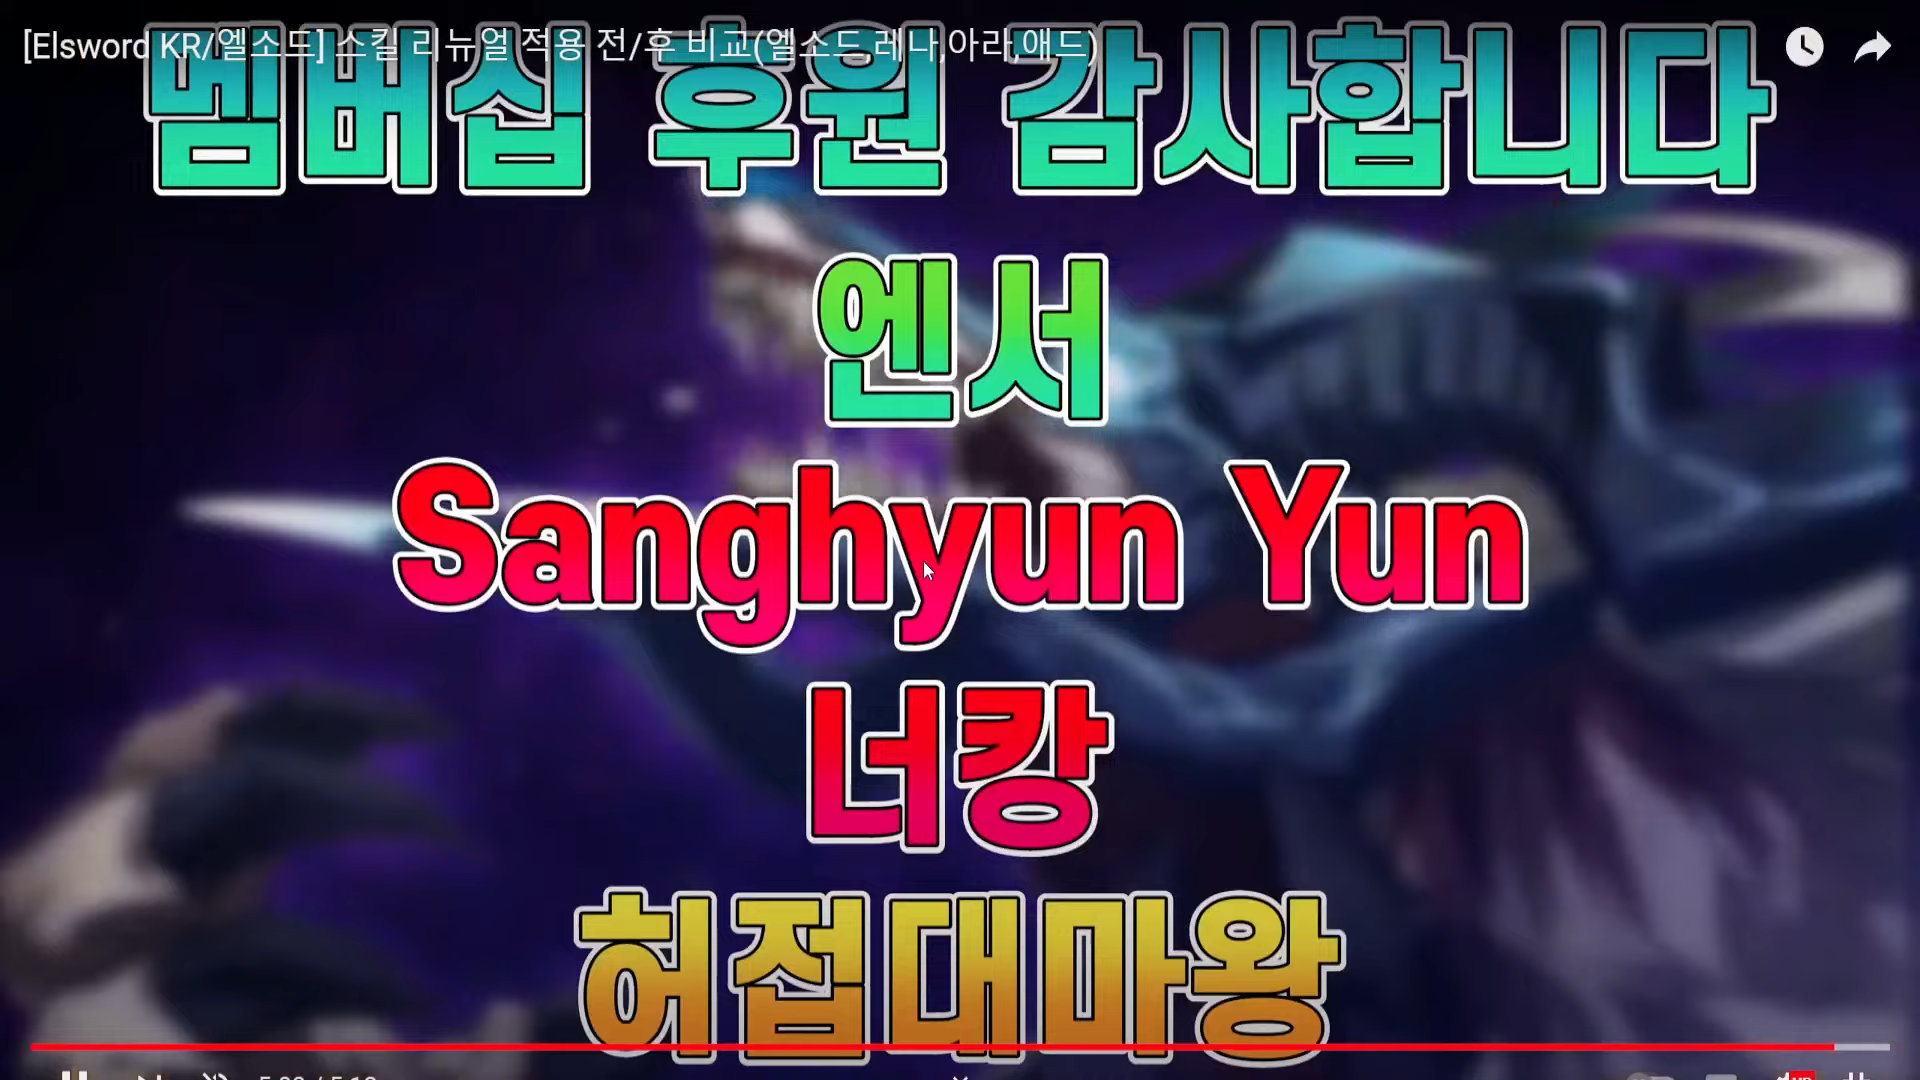 [Elsword KR/엘소드] 스킬 리뉴얼 적용 전/후 비교(엘소드,레나,아라,애드)
멤버십 후원 감사합니다
엔서
Sanghyun Yun
너캉
허접대마왕